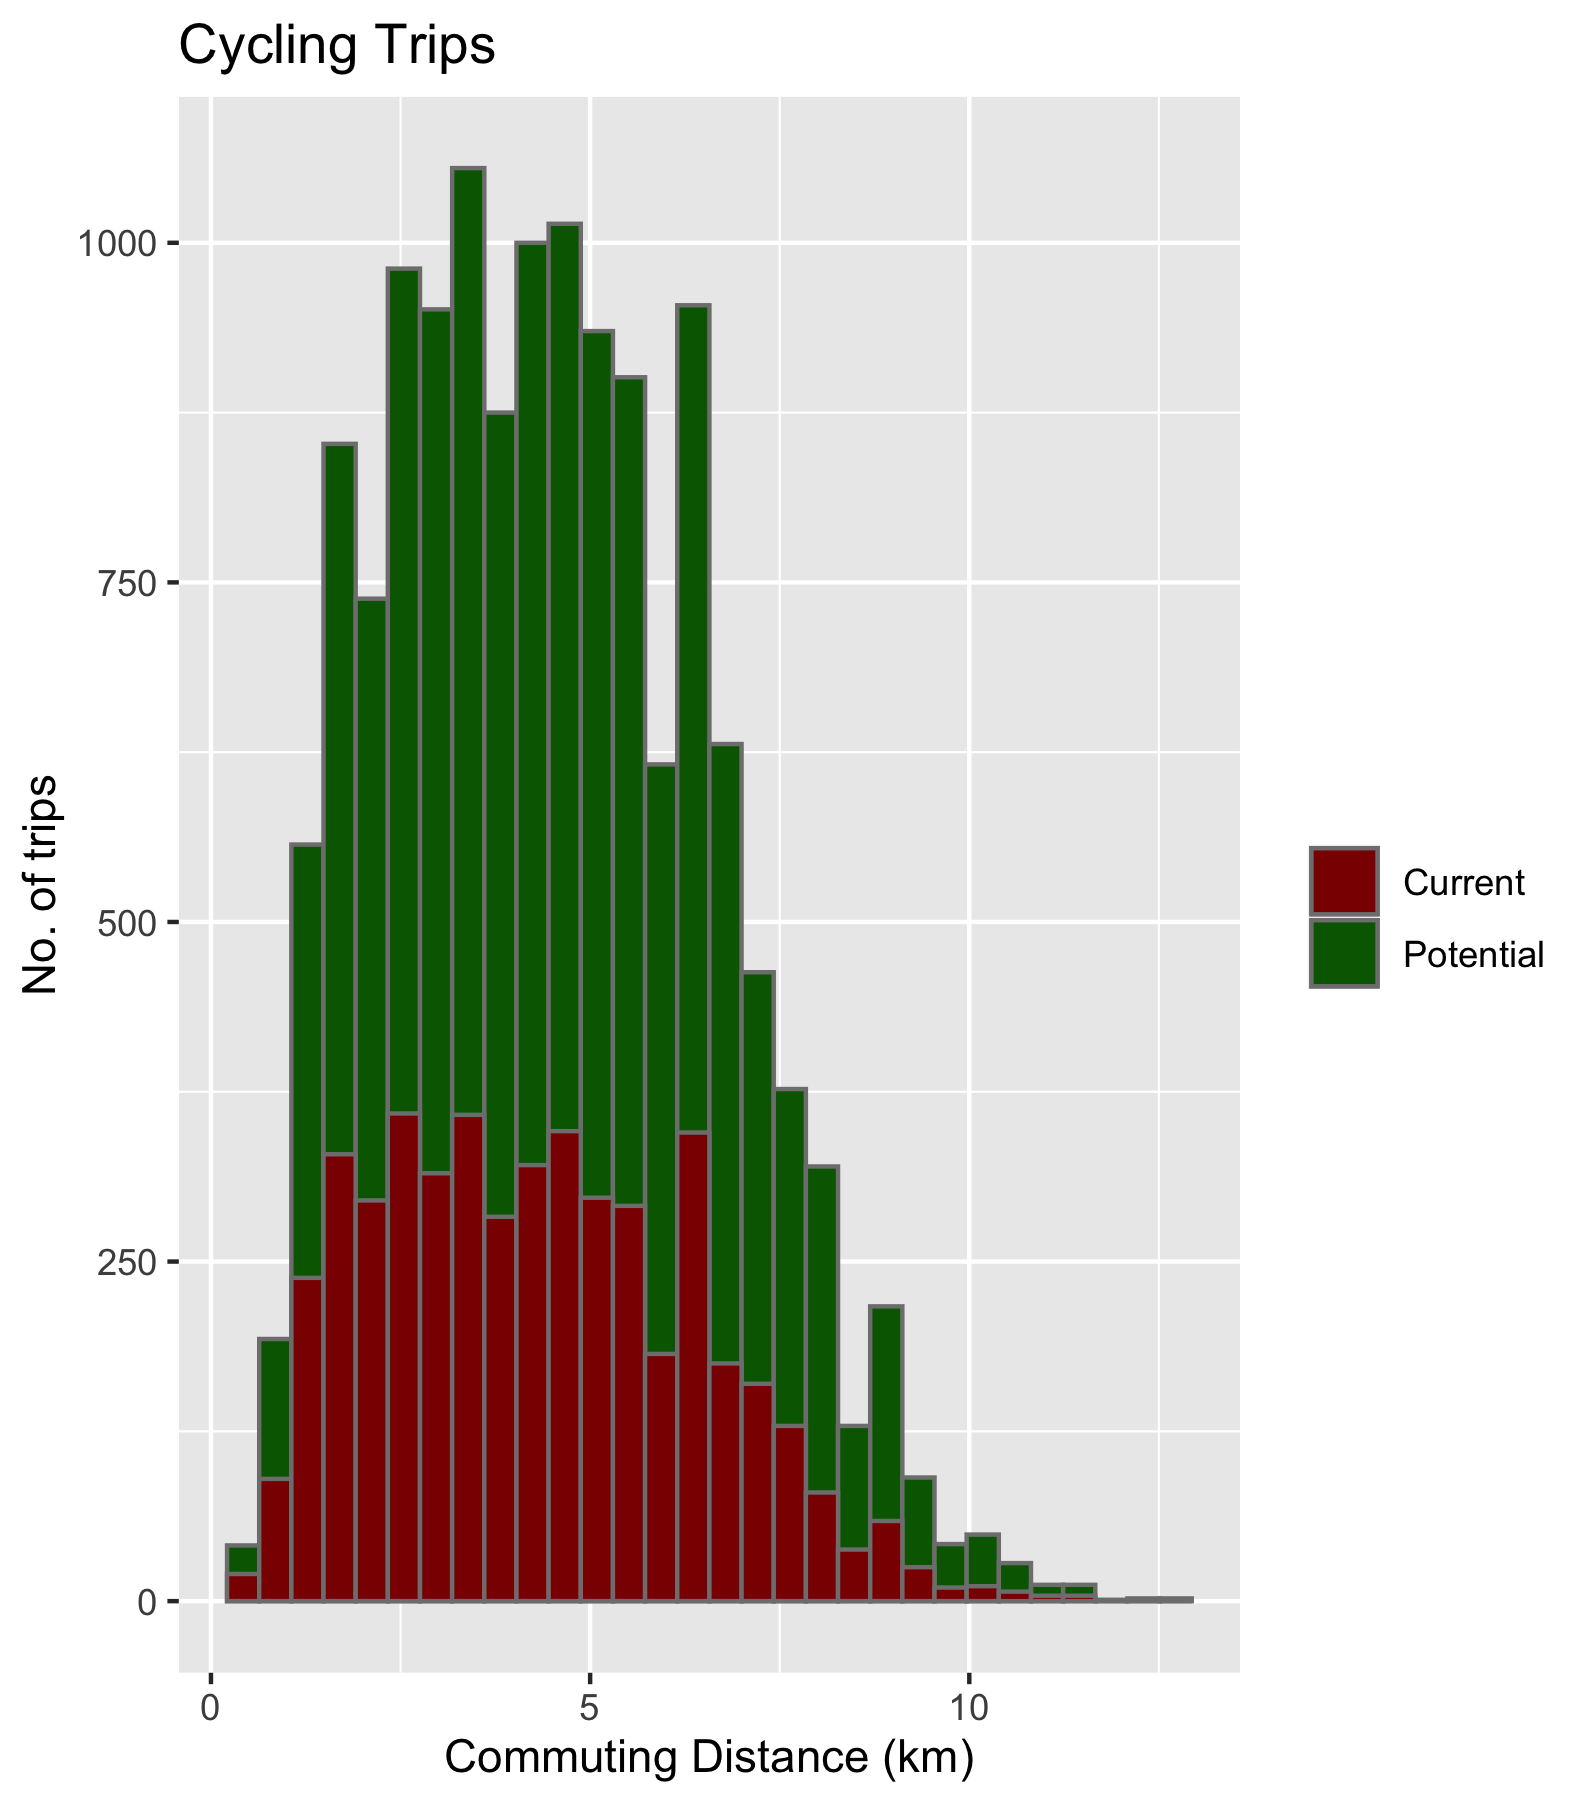 Cycling Trips
1000
750
500
250
0
No. of trips
0 5 10
Commuting Distance (km)
Current
Potential